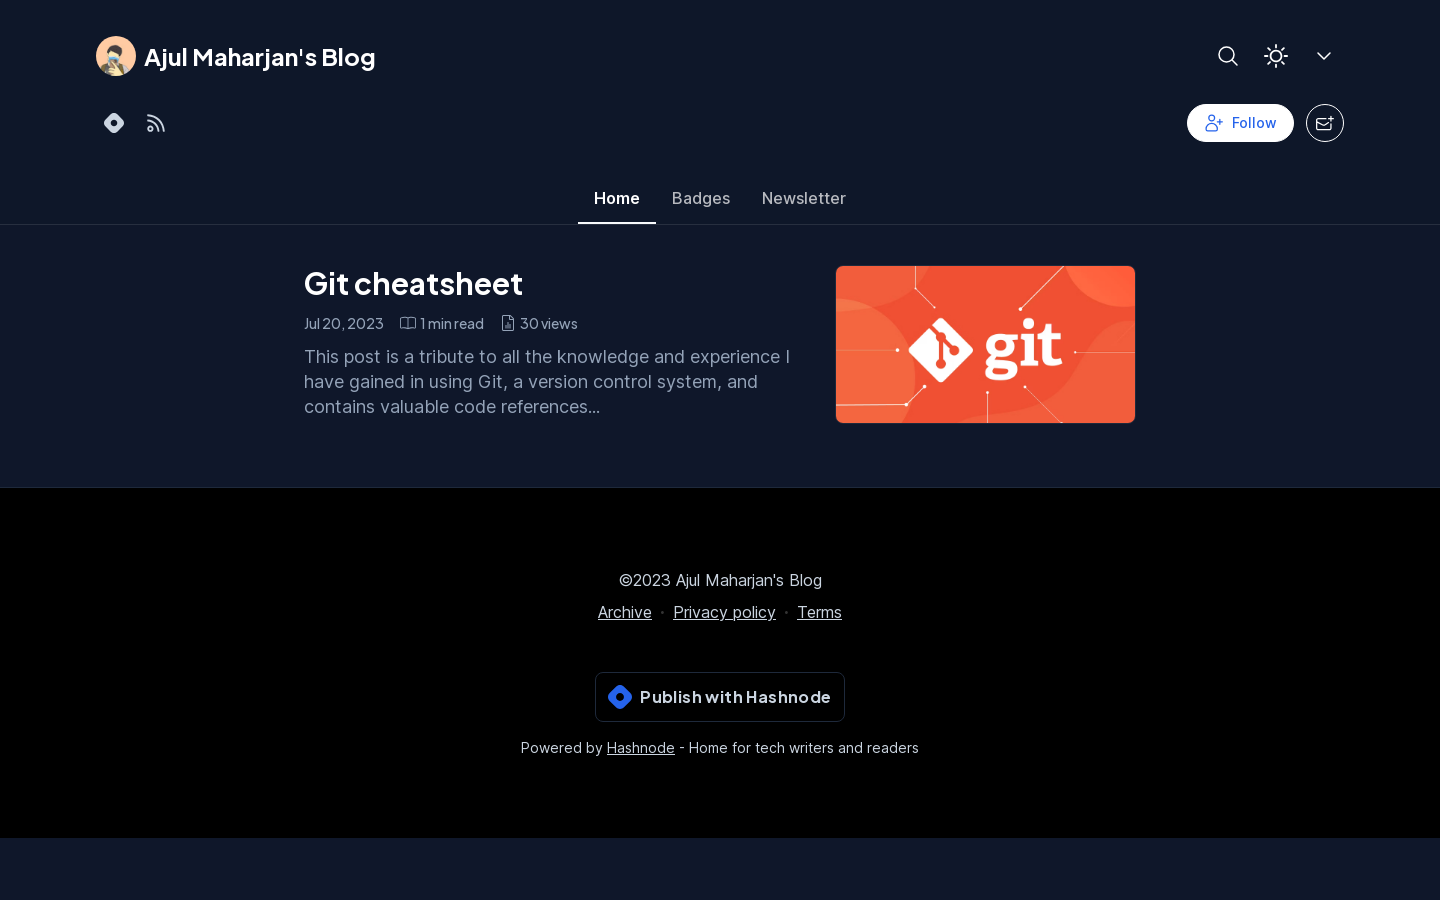 Ajul Maharjan's Blog
Follow
Home Badges Newsletter
Git cheatsheet
Jul 20, 2023 1 min read 30 views
This post is a tribute to all the knowledge and experience I
have gained in using Git, a version control system, and
contains valuable code references...
git
©2023 Ajul Maharjan's Blog
Archive · Privacy policy · Terms
Publish with Hashnode
Powered by Hashnode - Home for tech writers and readers